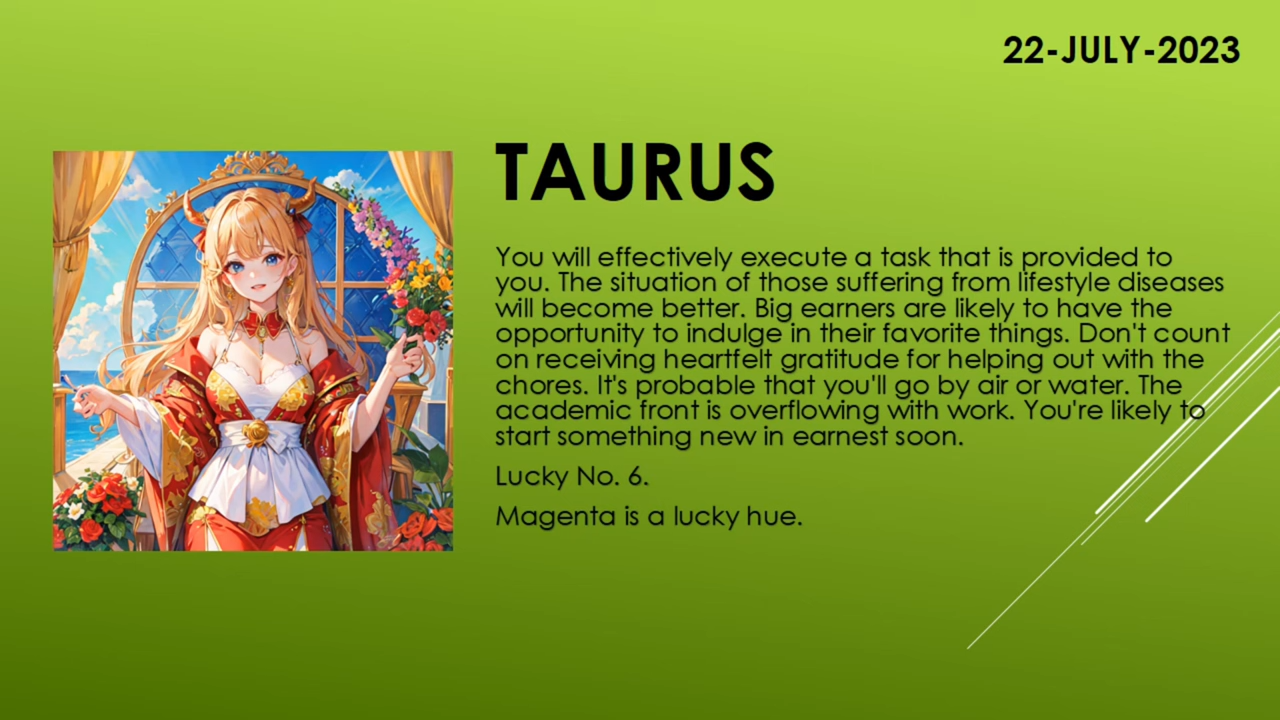 22-JULY-2023
TAURUS
You will effectively execute a task that is provided to
you. The situation of those suffering from lifestyle diseases
will become better. Big earners are likely to have the
opportunity to indulge in their favorite things. Don't count
on receiving heartfelt gratitude for helping out with the
chores. It's probable that you'll go by air or water. The
academic front is overflowing with work. You're likely to
start something new in earnest soon.
Lucky No. 6.
Magenta is a lucky hue.